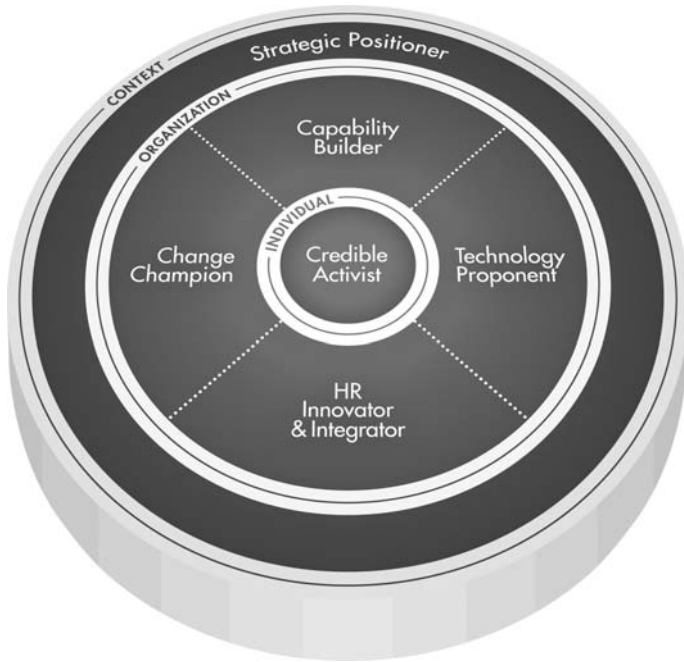 CONTEXT
Strategic Positioner
ORGANIZATION
Capability
Builder
INDIVIDUAL
Change
Champion
Credible
Activist
Technology
Proponent
HR
Innovator
& Integrator